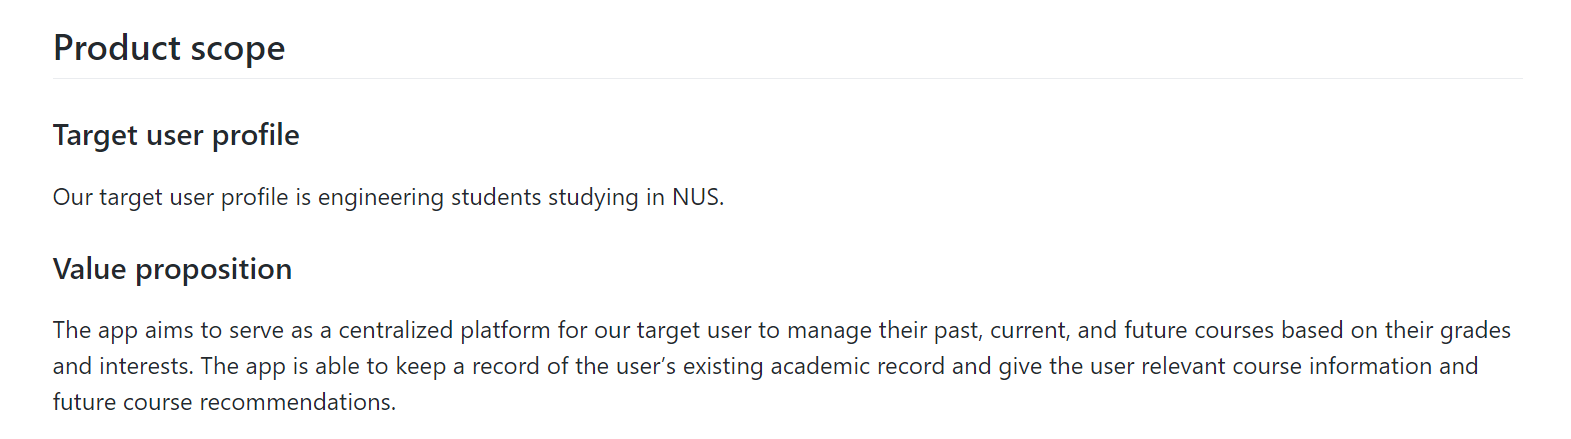 Product scope
Target user profile
Our target user profile is engineering students studying in NUS.
Value proposition
The app aims to serve as a centralized platform for our target user to manage their past, current, and future courses based on their grades
and interests. The app is able to keep a record of the user’s existing academic record and give the user relevant course information and
future course recommendations.